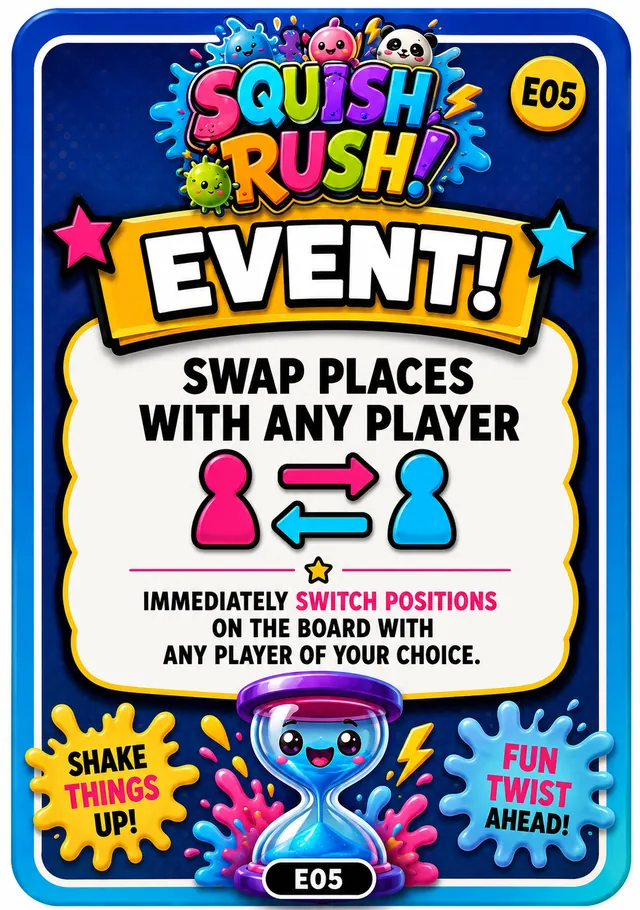 SQUISH
RUSH!
E05
EVENT!
SWAP PLACES
WITH ANY PLAYER
IMMEDIATELY SWITCH POSITIONS
ON THE BOARD WITH
ANY PLAYER OF YOUR CHOICE.
SHAKE
THINGS
UP!
FUN
TWIST
AHEAD!
E05